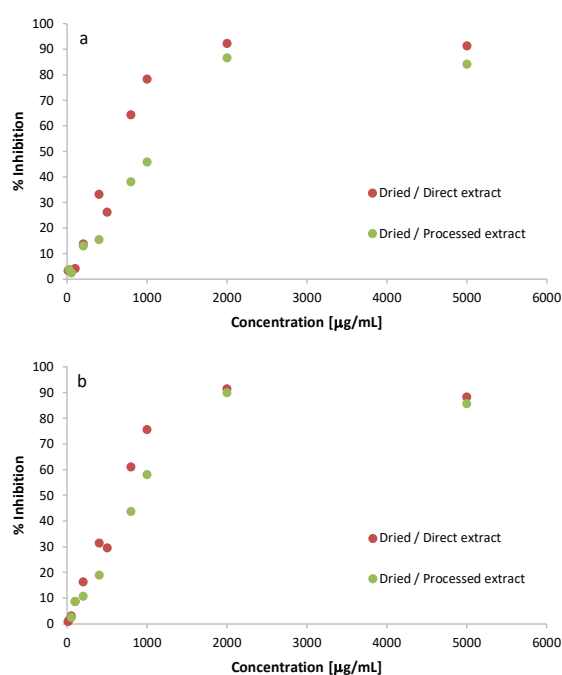 a
100
90
80
70
60
50
40
30
20
10
0
% Inhibition
0 1000 2000 3000 4000 5000 6000
Concentration [µg/mL]
Dried / Direct extract
Dried / Processed extract
b
100
90
80
70
60
50
40
30
20
10
0
% Inhibition
0 1000 2000 3000 4000 5000 6000
Concentration [µg/mL]
Dried / Direct extract
Dried / Processed extract